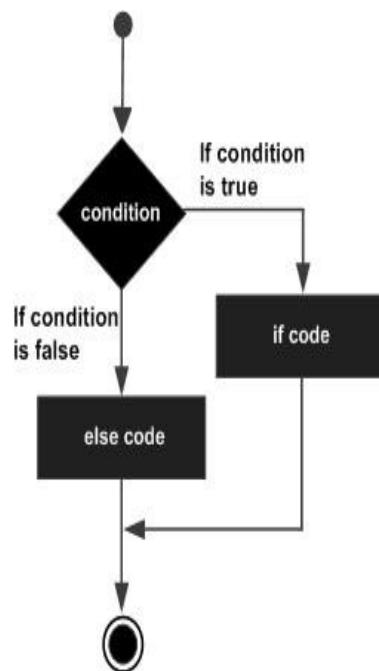 If condition
is true
condition
If condition
is false
if code
else code